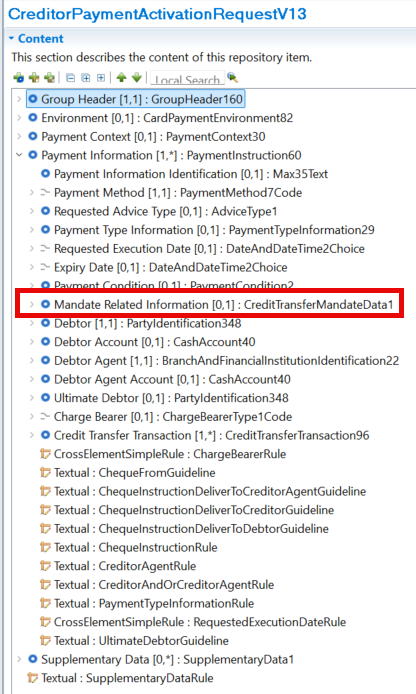 CreditorPaymentActivationRequestV13
Content
This section describes the content of this repository item.
Local Search
Group Header [1,1] : GroupHeader160
Environment [0,1] : CardPaymentEnvironment82
Payment Context [0,1] : PaymentContext30
Payment Information [1,*] : PaymentInstruction60
Payment Information Identification [0,1] : Max35Text
Payment Method [1,1] : PaymentMethod7Code
Requested Advice Type [0,1] : AdviceType1
Payment Type Information [0,1] : PaymentTypeInformation29
Requested Execution Date [1,1] : DateAndDateTime2Choice
Expiry Date [0,1] : DateAndDateTime2Choice
Payment Condition [0,1] : PaymentCondition2
Mandate Related Information [0,1] : CreditTransferMandateData1
Debtor [1,1] : PartyIdentification348
Debtor Account [0,1] : CashAccount40
Debtor Agent [1,1] : BranchAndFinancialInstitutionIdentification22
Debtor Agent Account [0,1] : CashAccount40
Ultimate Debtor [0,1] : PartyIdentification348
Charge Bearer [0,1] : ChargeBearerType1Code
Credit Transfer Transaction [1,*] : CreditTransferTransaction96
CrossElementSimpleRule : ChargeBearerRule
Textual : ChequeFromGuideline
Textual : ChequeInstructionDeliverToCreditorAgentGuideline
Textual : ChequeInstructionDeliverToCreditorGuideline
Textual : ChequeInstructionDeliverToDebtorGuideline
Textual : ChequeInstructionRule
Textual : CreditorAgentRule
Textual : CreditorAndOrCreditorAgentRule
Textual : PaymentTypeInformationRule
CrossElementSimpleRule : RequestedExecutionDateRule
Textual : UltimateDebtorGuideline
Supplementary Data [0,*] : SupplementaryData1
Textual : SupplementaryDataRule